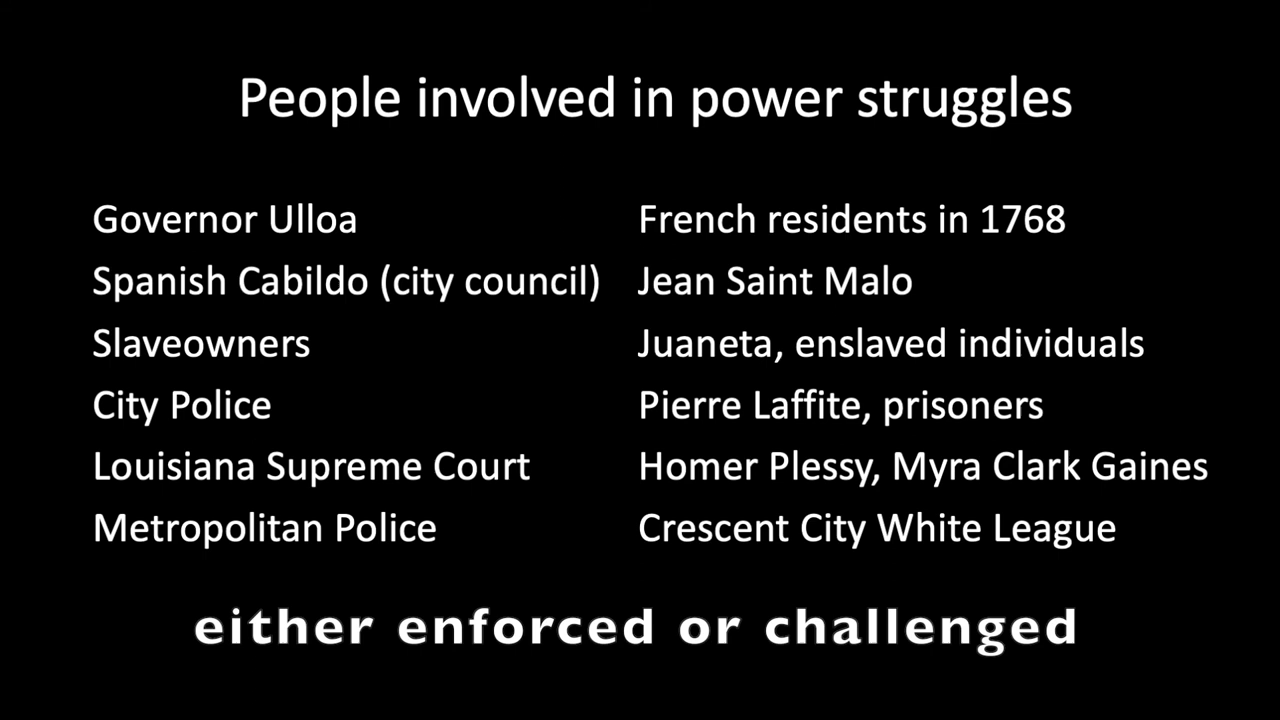 People involved in power struggles
Governor Ulloa
Spanish Cabildo (city council)
Slaveowners
City Police
Louisiana Supreme Court
Metropolitan Police
French residents in 1768
Jean Saint Malo
Juaneta, enslaved individuals
Pierre Laffite, prisoners
Homer Plessy, Myra Clark Gaines
Crescent City White League
either enforced or challenged